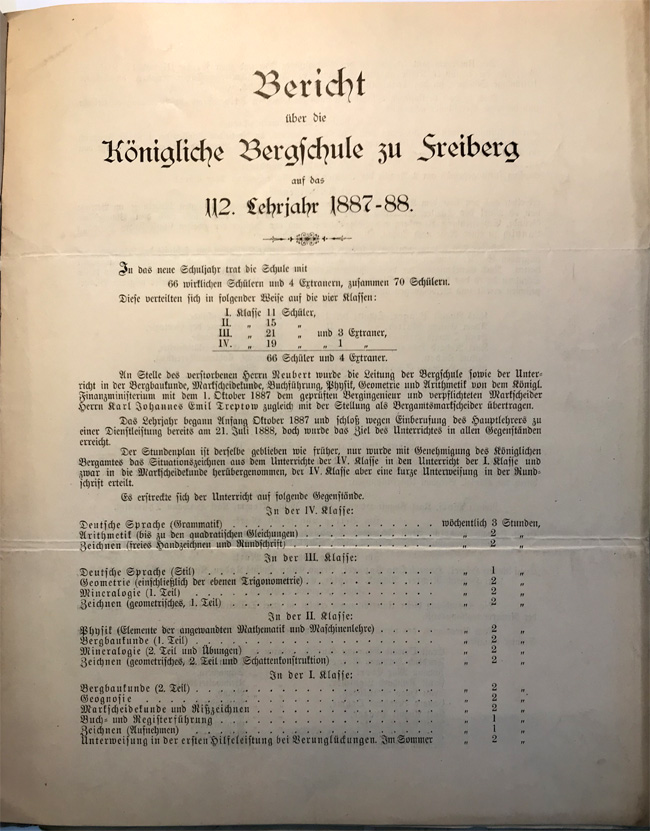 Bericht
über die
Königliche Bergschule zu Freiberg
auf das
112. Lehrjahr 1887-88.
In das neue Schuljahr trat die Schule mit
66 wirklichen Schülern und 4 Extranern, zusammen 70 Schülern.
Diese verteilten sich in folgender Weise auf die vier Klassen:
I. Klasse 11 Schüler,
II. „ 15 „
III. „ 21 „ und 3 Extraner,
IV. „ 19 „ „ 1 „
66 Schüler und 4 Extraner.
An Stelle des verstorbenen Herrn Neubert wurde die Leitung der Bergschule sowie der Unter-
richt in der Bergbaukunde, Markscheidekunde, Buchführung, Physik, Geometrie und Arithmetik von dem Königl.
Finanzministerium mit dem 1. Oktober 1887 dem geprüften Bergingenieur und verpflichteten Markscheider
Herrn Karl Johannes Emil Treptow zugleich mit der Stellung als Bergamtsmarkscheider übertragen.
Das Lehrjahr begann Anfang Oktober 1887 und schloß wegen Einberufung des Hauptlehrers zu
einer Dienstleistung bereits am 21. Juli 1888, doch wurde das Ziel des Unterrichtes in allen Gegenständen
erreicht.
Der Stundenplan ist derselbe geblieben wie früher, nur wurde mit Genehmigung des Königlichen
Bergamtes das Situationszeichnen aus dem Unterrichte der IV. Klasse in den Unterricht der I. Klasse und
zwar in die Markscheidekunde herübergenommen, der IV. Klasse aber eine kurze Unterweisung in der Rund-
schrift erteilt.
Es erstreckte sich der Unterricht auf folgende Gegenstände.
In der IV. Klasse:
Deutsche Sprache (Grammatik) . . . . . . . . . . . . . . . . wöchentlich 3 Stunden,
Arithmetik (bis zu den quadratischen Gleichungen) . . . . . . . . . . . „ 2 „
Zeichnen (freies Handzeichnen und Rundschrift) . . . . . . . . . . . . „ 2 „
In der III. Klasse:
Deutsche Sprache (Stil) . . . . . . . . . . . . . . . . . . „ 1 „
Geometrie (einschließlich der ebenen Trigonometrie) . . . . . . . . . . . „ 2 „
Mineralogie (1. Teil) . . . . . . . . . . . . . . . . . . . „ 2 „
Zeichnen (geometrisches, 1. Teil) . . . . . . . . . . . . . . . . „ 2 „
In der II. Klasse:
Physik (Elemente der angewandten Mathematik und Maschinenlehre) . . . . . „ 2 „
Bergbaukunde (1. Teil) . . . . . . . . . . . . . . . . . . . „ 2 „
Mineralogie (2. Teil und Übungen) . . . . . . . . . . . . . . . „ 2 „
Zeichnen (geometrisches, 2. Teil und Schattenkonstruktion) . . . . . . . . „ 2 „
In der I. Klasse:
Bergbaukunde (2. Teil) . . . . . . . . . . . . . . . . . . . „ 2 „
Geognosie . . . . . . . . . . . . . . . . . . . . . . . „ 2 „
Markscheidekunde und Rißzeichnen . . . . . . . . . . . . . . . „ 2 „
Buch- und Registerführung . . . . . . . . . . . . . . . . . . „ 1 „
Zeichnen (Aufnehmen) . . . . . . . . . . . . . . . . . . . „ 1 „
Unterweisung in der ersten Hilfeleistung bei Verunglückungen. Im Sommer „ 2 „